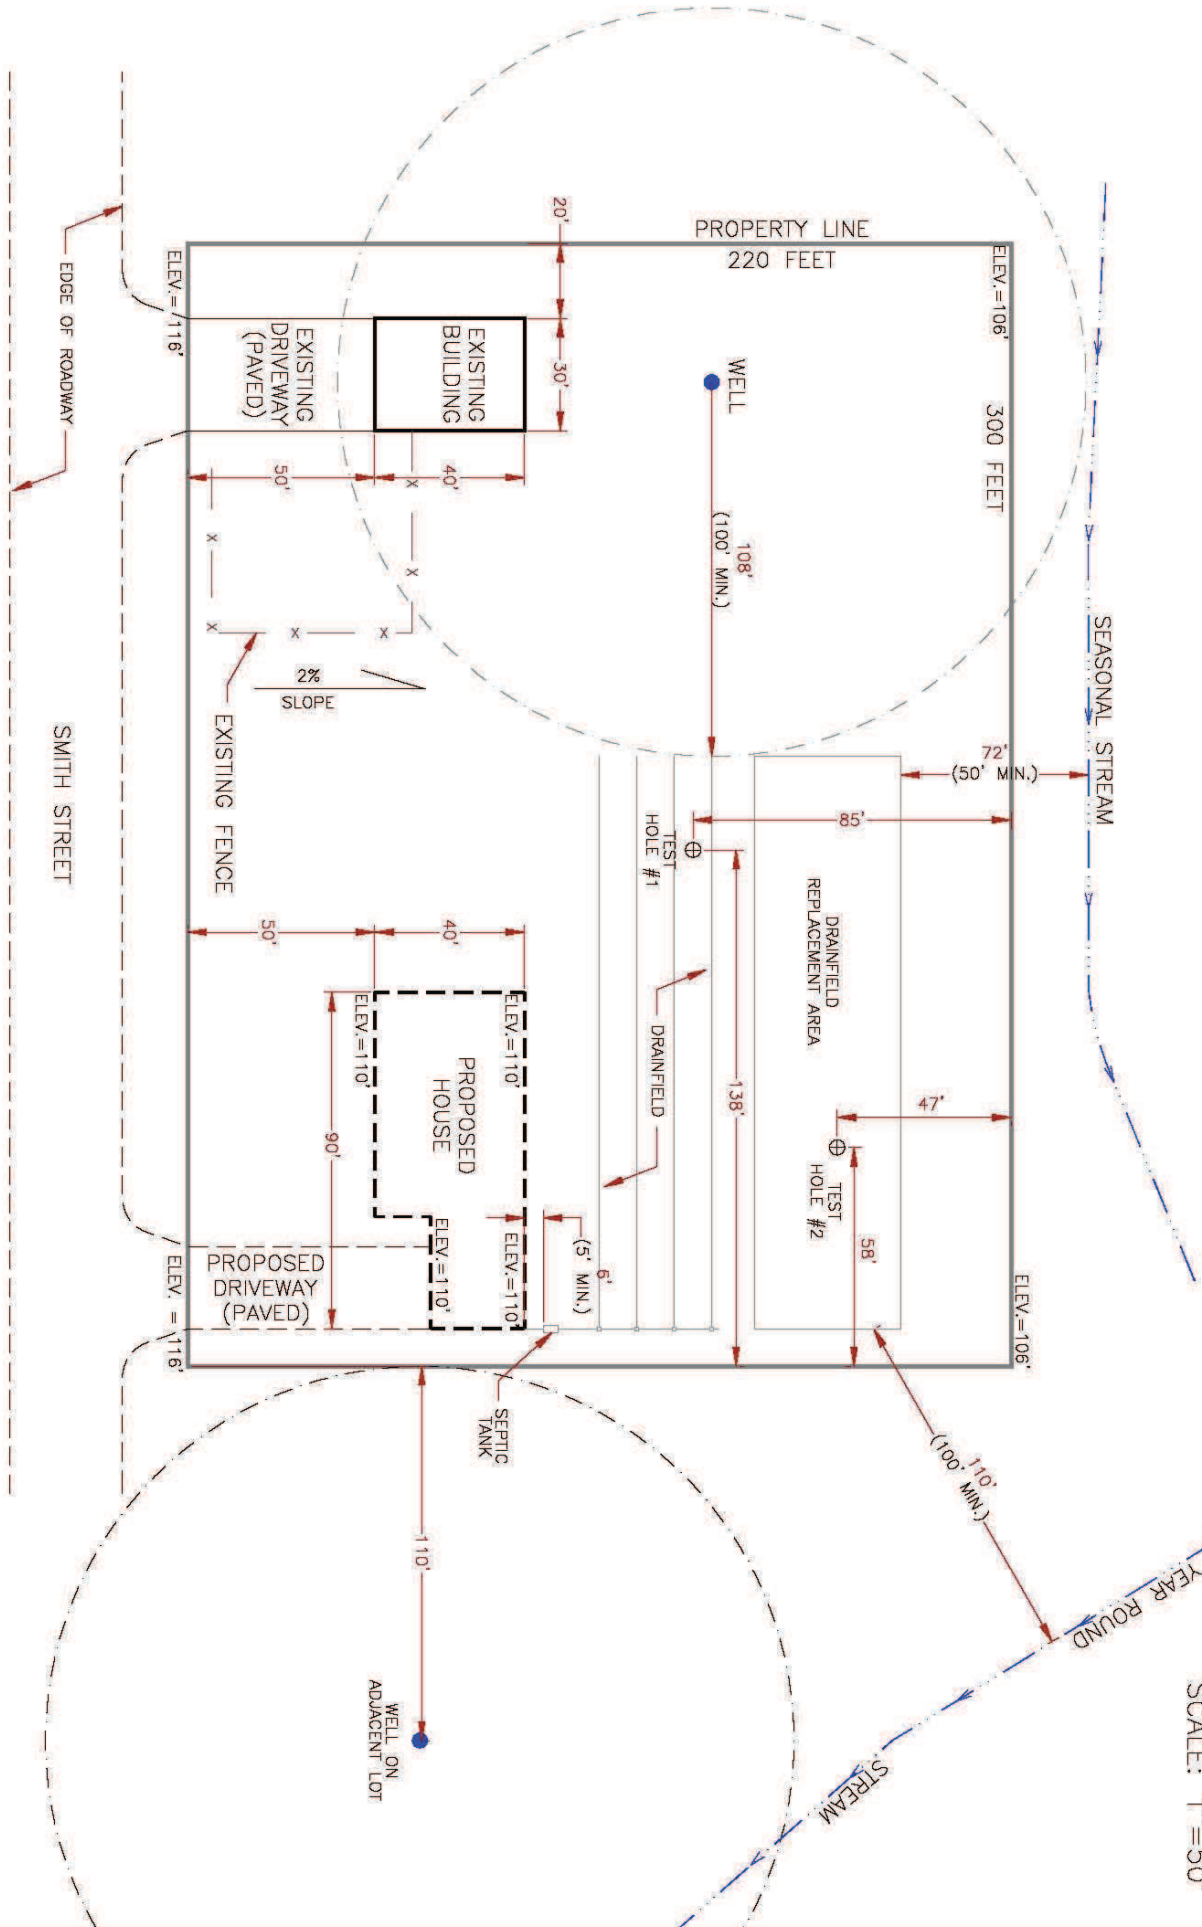 PROPERTY LINE
220 FEET
ELEV.=106'
300 FEET
SEASONAL STREAM
20'
30'
EXISTING
BUILDING
EXISTING
DRIVEWAY
(PAVED)
ELEV.= 116'
EDGE OF ROADWAY
WELL
50'
40'
108'
(100' MIN.)
X
X
X
X
X
X
2%
SLOPE
EXISTING FENCE
SMITH STREET
72'
(50' MIN.)
85'
TEST
HOLE #1
DRAINFIELD
REPLACEMENT AREA
DRAINFIELD
138'
47'
TEST
HOLE #2
58'
50'
40'
ELEV.=110'
ELEV.=110'
PROPOSED
HOUSE
90'
ELEV.=110'
ELEV.=110'
6'
(5' MIN.)
PROPOSED
DRIVEWAY
(PAVED)
ELEV. = 116'
ELEV.=106'
SEPTIC
TANK
110'
(100' MIN.)
110'
WELL ON
ADJACENT LOT
YEAR ROUND
STREAM
SCALE: 1"=50'